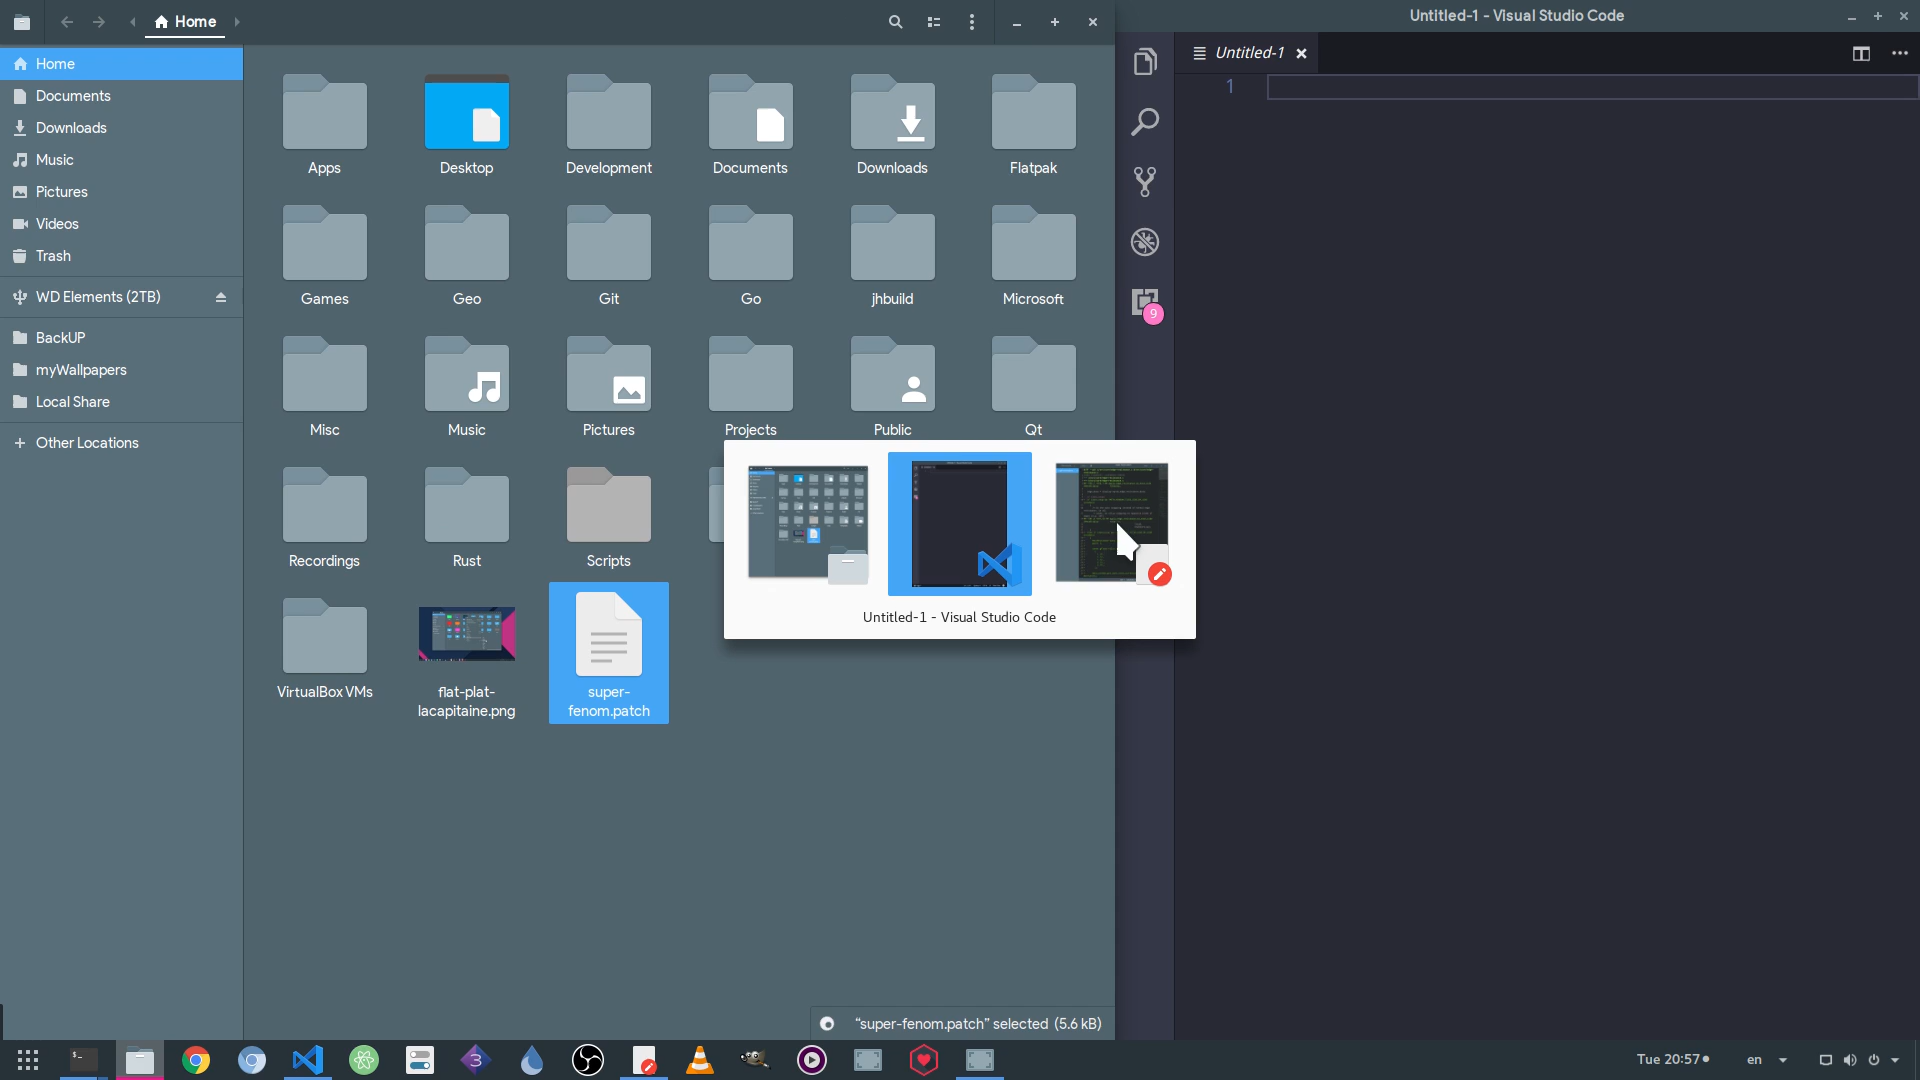 Home
Untitled-1 - Visual Studio Code
Home
Documents
Downloads
Music
Pictures
Videos
Trash
WD Elements (2TB)
BackUP
myWallpapers
Local Share
Other Locations
Apps
Desktop
Development
Documents
Downloads
Flatpak
Games
Geo
Git
Go
jhbuild
Microsoft
Misc
Music
Pictures
Projects
Public
Qt
Recordings
Rust
Scripts
VirtualBox VMs
flat-plat-
lacapitaine.png
super-
fenom.patch
Untitled-1
1
9
Untitled-1 - Visual Studio Code
“super-fenom.patch” selected (5.6 kB)
$_
3
Tue 20:57
en